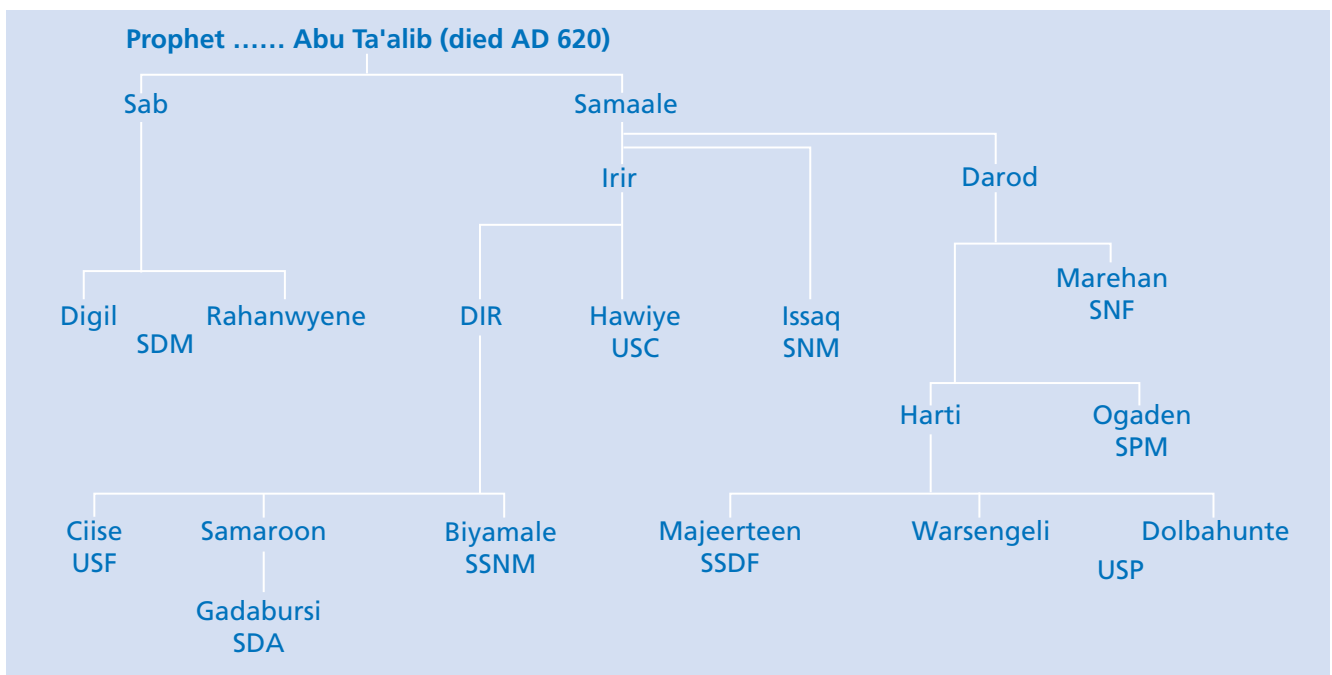 Prophet ...... Abu Ta'alib (died AD 620)
Sab
Samaale
Irir
Darod
Marehan
SNF
Digil
Rahanwyene
SDM
DIR
Hawiye
USC
Issaq
SNM
Harti
Ogaden
SPM
Ciise
USF
Samaroon
Biyamale
SSNM
Majeerteen
SSDF
Warsengeli
Dolbahunte
USP
Gadabursi
SDA